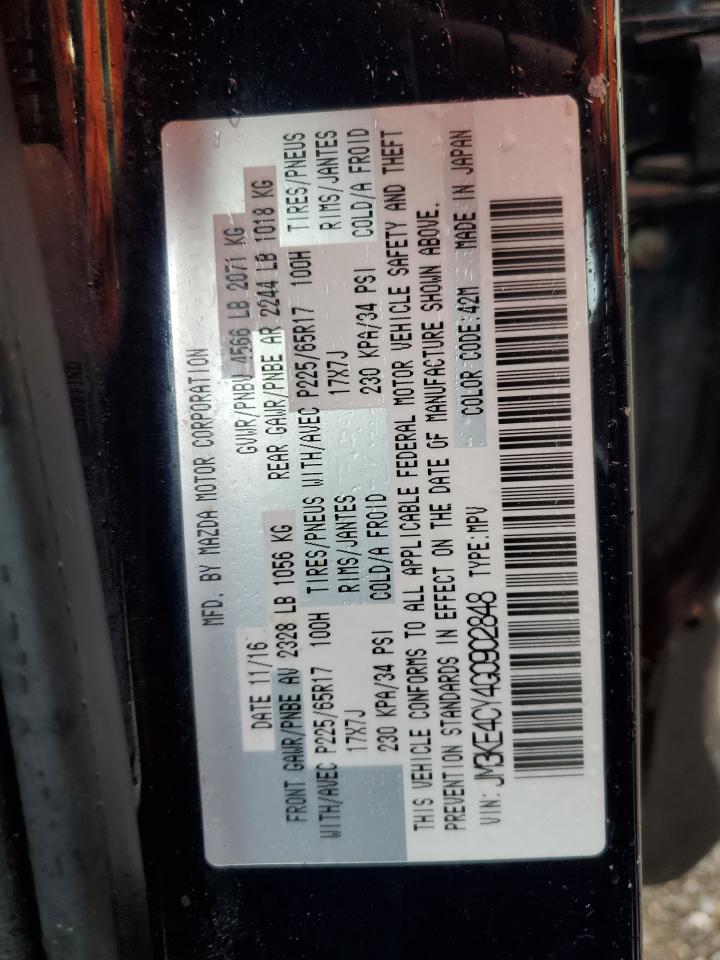 MFD. BY MAZDA MOTOR CORPORATION
DATE 11/16 GVWR/PNBV 4566 LB 2071 KG
FRONT GAWR/PNBE AV 2328 LB 1056 KG REAR GAWR/PNBE AR 2244 LB 1018 KG
WITH/AVEC P225/65R17 100H TIRES/PNEUS WITH/AVEC P225/65R17 100H TIRES/PNEUS
17X7J RIMS/JANTES 17X7J RIMS/JANTES
230 KPA/34 PSI COLD/A FROID 230 KPA/34 PSI COLD/A FROID
THIS VEHICLE CONFORMS TO ALL APPLICABLE FEDERAL MOTOR VEHICLE SAFETY AND THEFT
PREVENTION STANDARDS IN EFFECT ON THE DATE OF MANUFACTURE SHOWN ABOVE.
VIN: JM3KE4CY4G0902848 TYPE:MPV COLOR CODE:42M MADE IN JAPAN